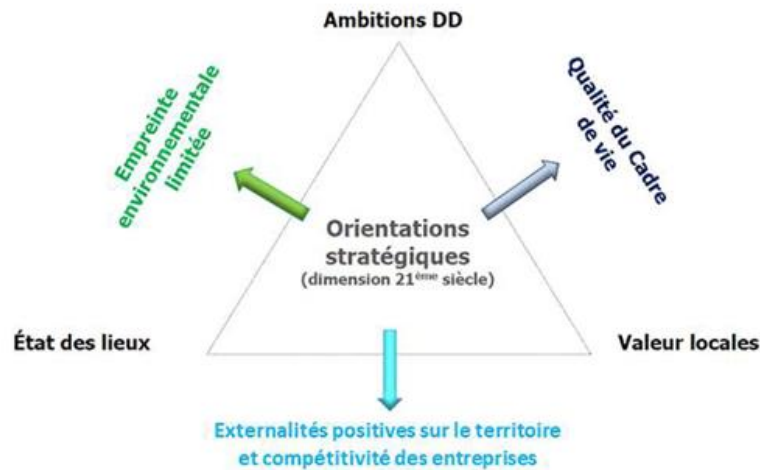 Ambitions DD
Empreinte
environnementale
limitée
Qualité du Cadre
de vie
Orientations
stratégiques
(dimension 21ème siècle)
État des lieux
Valeur locales
Externalités positives sur le territoire
et compétitivité des entreprises